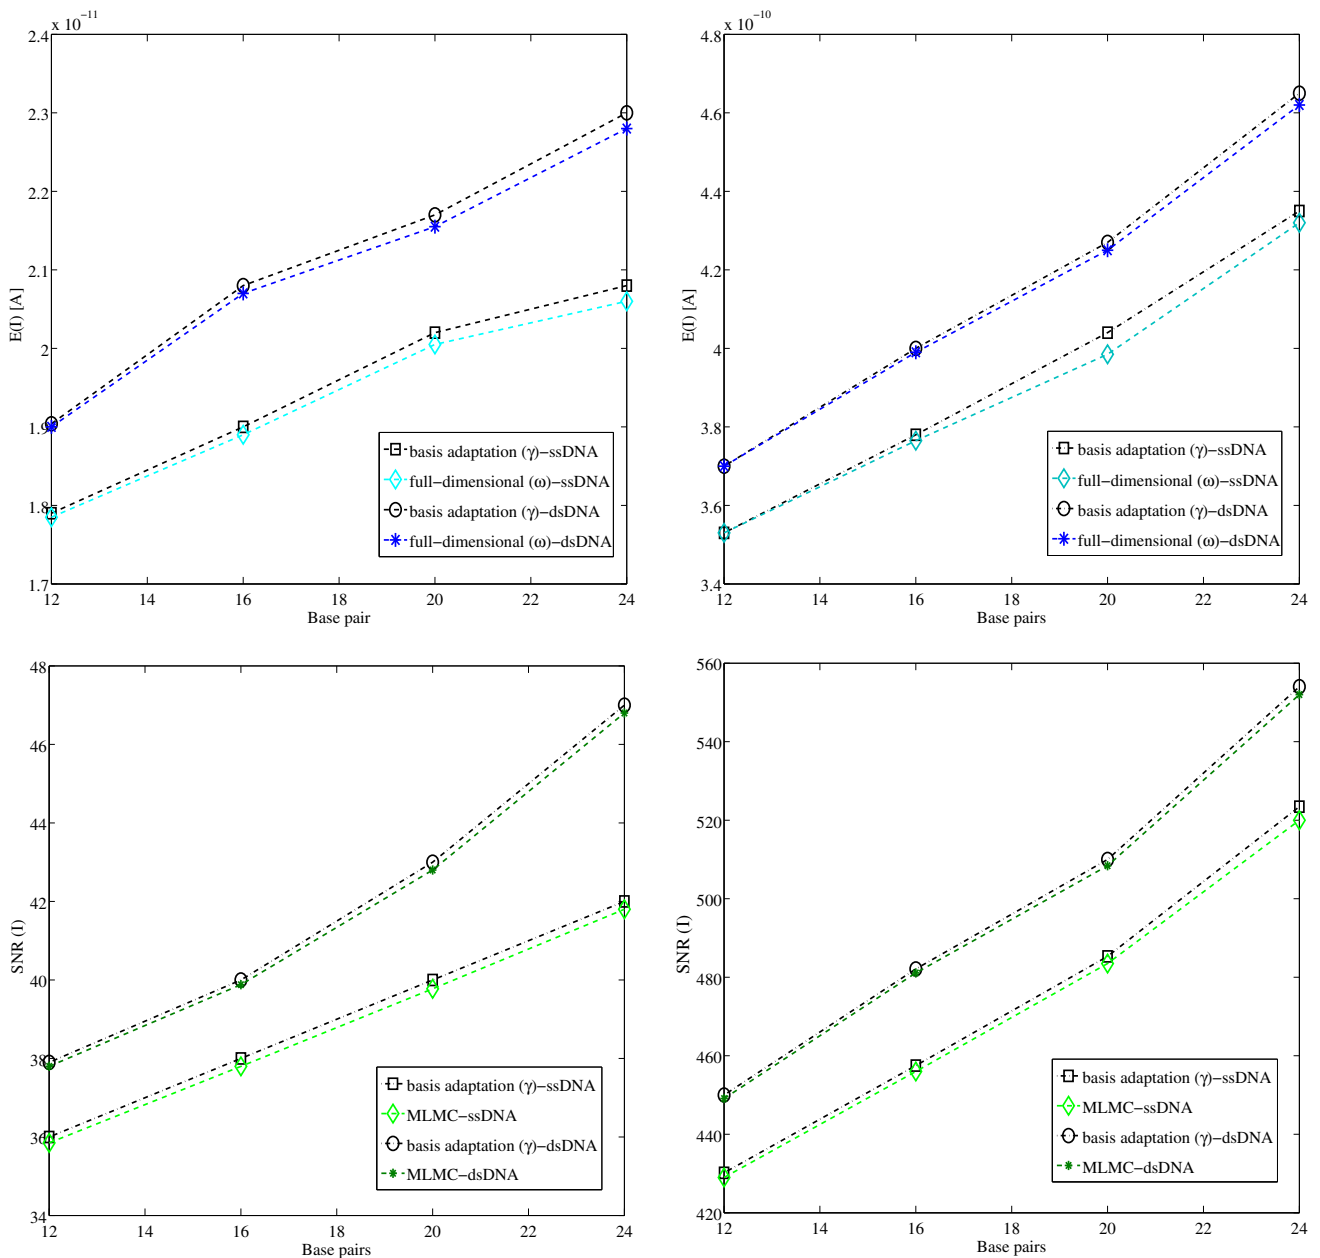 x 10−11
2.4
2.3
2.2
2.1
2
1.9
1.8
1.7
12
14
16
18
20
22
24
E(I) [A]
Base pair
basis adaptation (γ)−ssDNA
full−dimensional (ω)−ssDNA
basis adaptation (γ)−dsDNA
full−dimensional (ω)−dsDNA
x 10−10
4.8
4.6
4.4
4.2
4
3.8
3.6
3.4
12
14
16
18
20
22
24
E(I) [A]
Base pairs
basis adaptation (γ)−ssDNA
full−dimensional (ω)−ssDNA
basis adaptation (γ)−dsDNA
full−dimensional (ω)−dsDNA
48
46
44
42
40
38
36
34
12
14
16
18
20
22
24
SNR (I)
Base pairs
basis adaptation (γ)−ssDNA
MLMC−ssDNA
basis adaptation (γ)−dsDNA
MLMC−dsDNA
560
540
520
500
480
460
440
420
12
14
16
18
20
22
24
SNR (I)
Base pairs
basis adaptation (γ)−ssDNA
MLMC−ssDNA
basis adaptation (γ)−dsDNA
MLMC−dsDNA